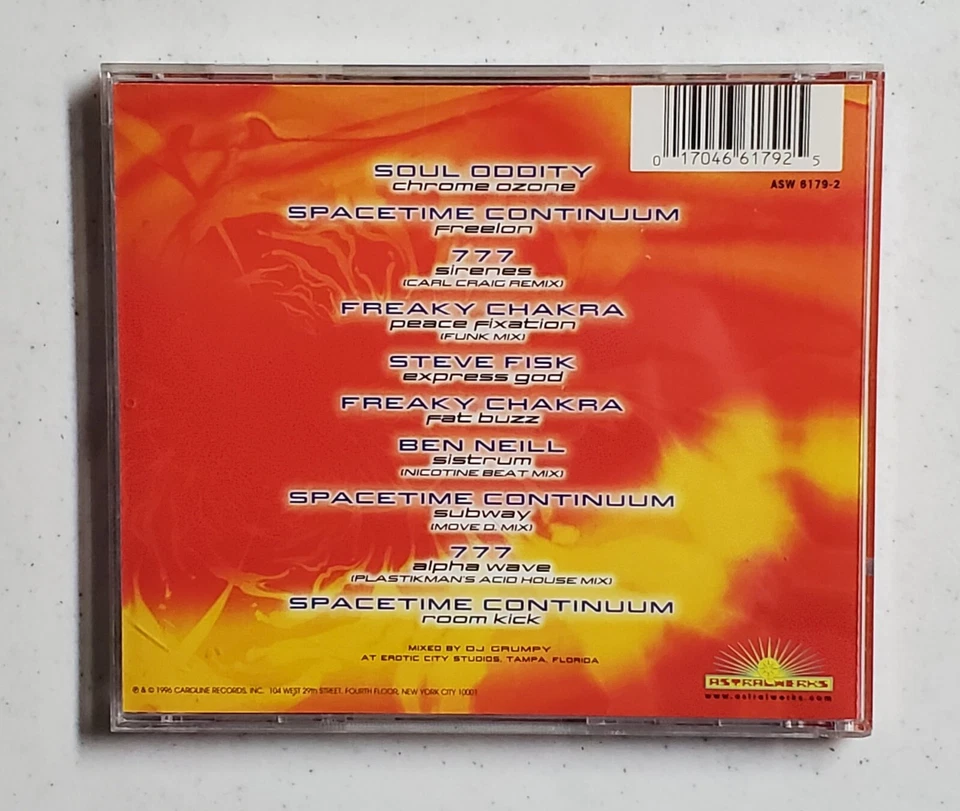 0 17046 61792 5
ASW 6179-2
SOUL ODDITY
chrome ozone
SPACETIME CONTINUUM
freelon
777
sirenes
(CARL CRAIG REMIX)
FREAKY CHAKRA
peace fixation
(FUNK MIX)
STEVE FISK
express god
FREAKY CHAKRA
fat buzz
BEN NEILL
sistrum
(NICOTINE BEAT MIX)
SPACETIME CONTINUUM
subway
(MOVE D. MIX)
777
alpha wave
(PLASTIKMAN'S ACID HOUSE MIX)
SPACETIME CONTINUUM
room kick
MIXED BY DJ GRUMPY
AT EROTIC CITY STUDIOS, TAMPA, FLORIDA
℗ & © 1996 CAROLINE RECORDS, INC. 104 WEST 29th STREET, FOURTH FLOOR, NEW YORK CITY 10001
ASTRALWERKS
www.astralwerks.com